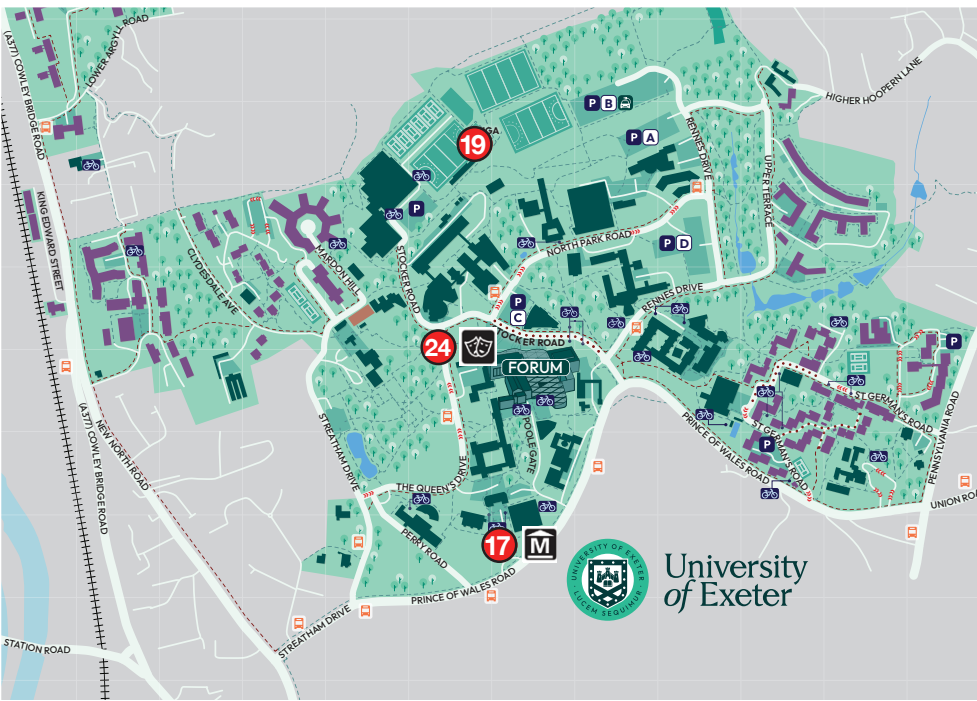 (A377) COWLEY BRIDGE ROAD
LOWER ARGYLL ROAD
HIGHER HOOPERN LANE
P B
P A
19
GA
RENNES DRIVE
UPPER TERRACE
KING EDWARD STREET
P
CLYDESDALE AVE
MARDON HILL
STOCKER ROAD
NORTH PARK ROAD
P D
RENNES DRIVE
P
C
24
TOCKER ROAD
FORUM
P
ST GERMAN'S ROAD
(A377) COWLEY BRIDGE ROAD
NEW NORTH ROAD
STREATHAM DRIVE
POOLE GATE
PRINCE OF WALES ROAD
ST GERMAN'S ROAD
P
PENNSYLVANIA ROAD
THE QUEEN'S DRIVE
UNION RO
PERRY ROAD
17
M
PRINCE OF WALES ROAD
STREATHAM DRIVE
STATION ROAD
UNIVERSITY OF EXETER
LUCEM SEQUIMUR
University
of Exeter